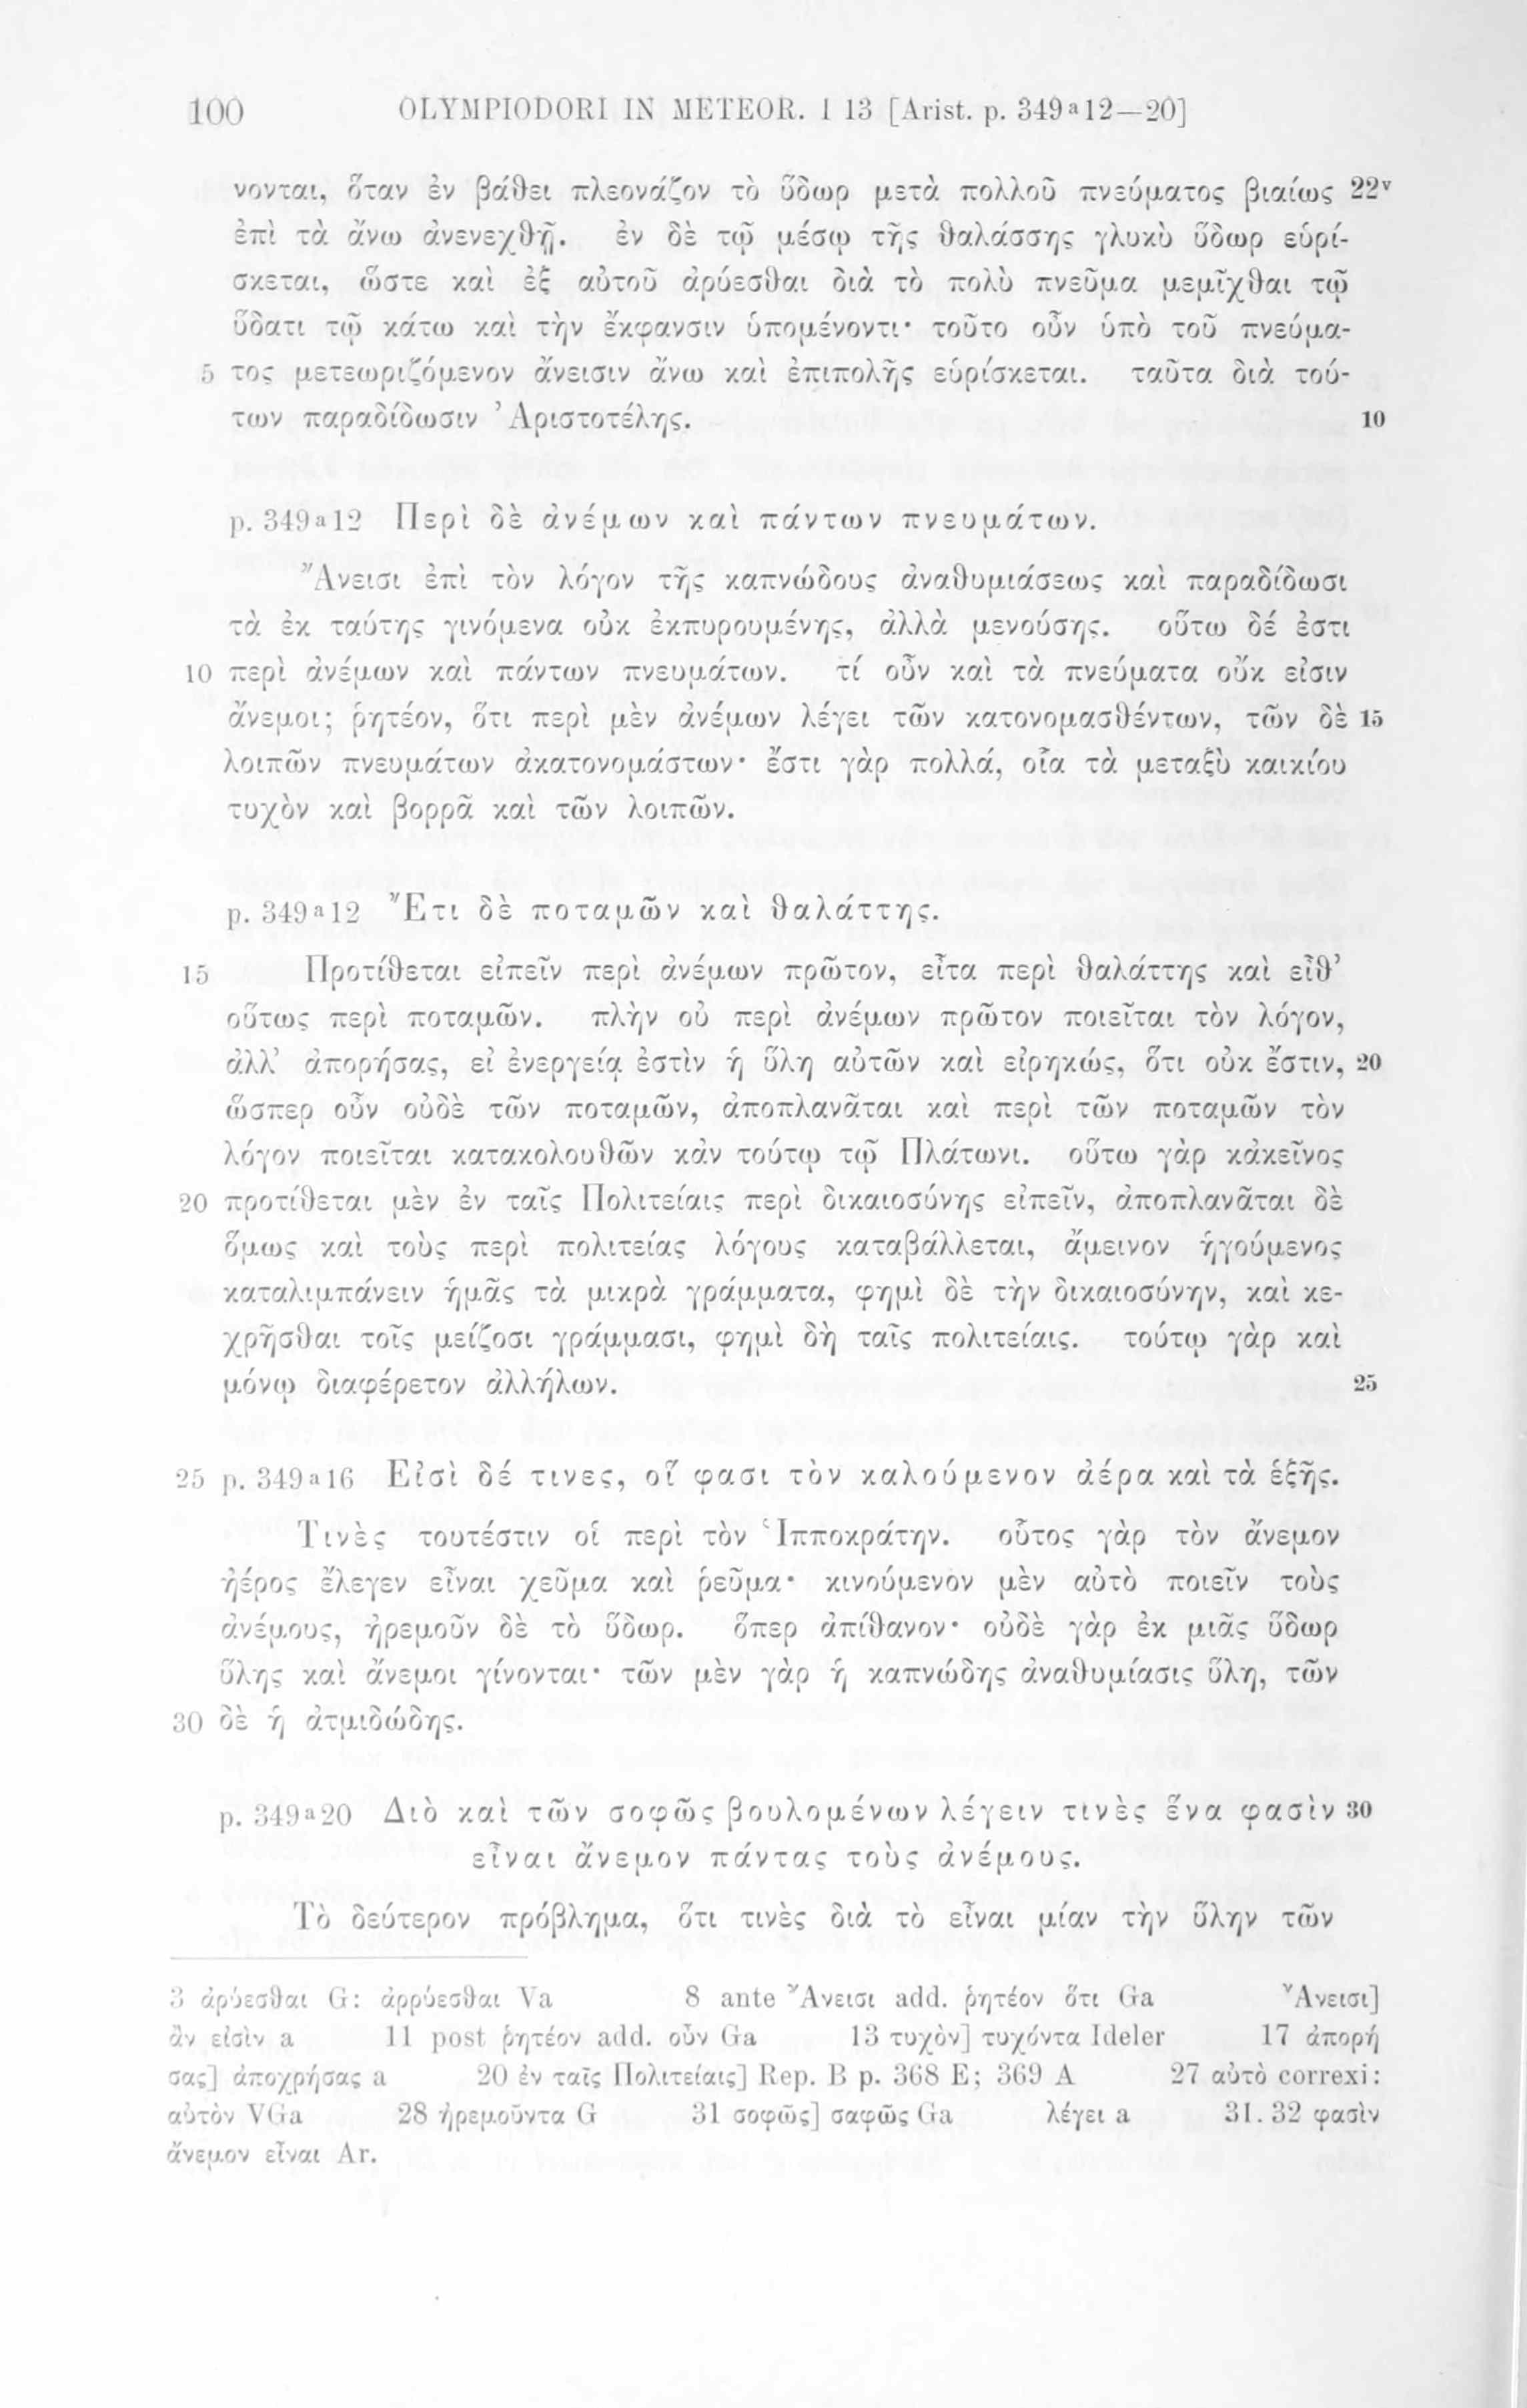 100 OLYMPIODORI IN METEOR. I 13 [Arist. p. 349a12—20]
νονται, ὅταν ἐν βάθει πλεονάζον τὸ ὕδωρ μετὰ πολλοῦ πνεύματος βιαίως 22v
ἐπὶ τὰ ἄνω ἀνενεχθῇ. ἐν δὲ τῷ μέσῳ τῆς θαλάσσης γλυκὺ ὕδωρ εὑρί-
σκεται, ὥστε καὶ ἐξ αὐτοῦ ἀρύεσθαι διὰ τὸ πολὺ πνεῦμα μεμῖχθαι τῷ
ὕδατι τῷ κάτω καὶ τὴν ἔκφανσιν ὑπομένοντι· τοῦτο οὖν ὑπὸ τοῦ πνεύμα-
5 τος μετεωριζόμενον ἄνεισιν ἄνω καὶ ἐπιπολῆς εὑρίσκεται. ταῦτα διὰ τού-
των παραδίδωσιν Ἀριστοτέλης. 10
p. 349a12 Περὶ δὲ ἀνέμων καὶ πάντων πνευμάτων.
Ἄνεισι ἐπὶ τὸν λόγον τῆς καπνώδους ἀναθυμιάσεως καὶ παραδίδωσι
τὰ ἐκ ταύτης γινόμενα οὐκ ἐκπυρουμένης, ἀλλὰ μενούσης. οὕτω δέ ἐστι
10 περὶ ἀνέμων καὶ πάντων πνευμάτων. τί οὖν καὶ τὰ πνεύματα οὔκ εἰσιν
ἄνεμοι; ῥητέον, ὅτι περὶ μὲν ἀνέμων λέγει τῶν κατονομασθέντων, τῶν δὲ 15
λοιπῶν πνευμάτων ἀκατονομάστων· ἔστι γὰρ πολλά, οἷα τὰ μεταξὺ καικίου
τυχὸν καὶ βορρᾶ καὶ τῶν λοιπῶν.
p. 349a12 Ἔτι δὲ ποταμῶν καὶ θαλάττης.
15 Προτίθεται εἰπεῖν περὶ ἀνέμων πρῶτον, εἶτα περὶ θαλάττης καὶ εἶθ’
οὕτως περὶ ποταμῶν. πλὴν οὐ περὶ ἀνέμων πρῶτον ποιεῖται τὸν λόγον,
ἀλλ’ ἀπορήσας, εἰ ἐνεργείᾳ ἐστὶν ἡ ὕλη αὐτῶν καὶ εἰρηκώς, ὅτι οὐκ ἔστιν, 20
ὥσπερ οὖν οὐδὲ τῶν ποταμῶν, ἀποπλανᾶται καὶ περὶ τῶν ποταμῶν τὸν
λόγον ποιεῖται κατακολουθῶν κἀν τούτῳ τῷ Πλάτωνι. οὕτω γὰρ κἀκεῖνος
20 προτίθεται μὲν ἐν ταῖς Πολιτείαις περὶ δικαιοσύνης εἰπεῖν, ἀποπλανᾶται δὲ
ὅμως καὶ τοὺς περὶ πολιτείας λόγους καταβάλλεται, ἄμεινον ἡγούμενος
καταλιμπάνειν ἡμᾶς τὰ μικρὰ γράμματα, φημὶ δὲ τὴν δικαιοσύνην, καὶ κε-
χρῆσθαι τοῖς μείζοσι γράμμασι, φημὶ δὴ ταῖς πολιτείαις. τούτῳ γὰρ καὶ
μόνῳ διαφέρετον ἀλλήλων. 25
25 p. 349a16 Εἰσὶ δέ τινες, οἵ φασι τὸν καλούμενον ἀέρα καὶ τὰ ἑξῆς.
Τινὲς τουτέστιν οἱ περὶ τὸν Ἱπποκράτην. οὗτος γὰρ τὸν ἄνεμον
ἠέρος ἔλεγεν εἶναι χεῦμα καὶ ῥεῦμα· κινούμενον μὲν αὐτὸ ποιεῖν τοὺς
ἀνέμους, ἠρεμοῦν δὲ τὸ ὕδωρ. ὅπερ ἀπίθανον· οὐδὲ γὰρ ἐκ μιᾶς ὕδωρ
ὕλης καὶ ἄνεμοι γίνονται· τῶν μὲν γὰρ ἡ καπνώδης ἀναθυμίασις ὕλη, τῶν
30 δὲ ἡ ἀτμιδώδης.
p. 349a20 Διὸ καὶ τῶν σοφῶς βουλομένων λέγειν τινὲς ἕνα φασὶν 30
εἶναι ἄνεμον πάντας τοὺς ἀνέμους.
Τὸ δεύτερον πρόβλημα, ὅτι τινὲς διὰ τὸ εἶναι μίαν τὴν ὕλην τῶν
3 ἀρύεσθαι G: ἀρρύεσθαι Va 8 ante Ἄνεισι add. ῥητέον ὅτι Ga Ἄνεισι]
ἂν εἰσὶν a 11 post ῥητέον add. οὖν Ga 13 τυχὸν] τυχόντα Ideler 17 ἀπορή
σας] ἀποχρήσας a 20 ἐν ταῖς Πολιτείαις] Rep. B p. 368 E; 369 A 27 αὐτὸ correxi:
αὐτὸν VGa 28 ἠρεμοῦντα G 31 σοφῶς] σαφῶς Ga λέγει a 31. 32 φασὶν
ἄνεμον εἶναι Ar.